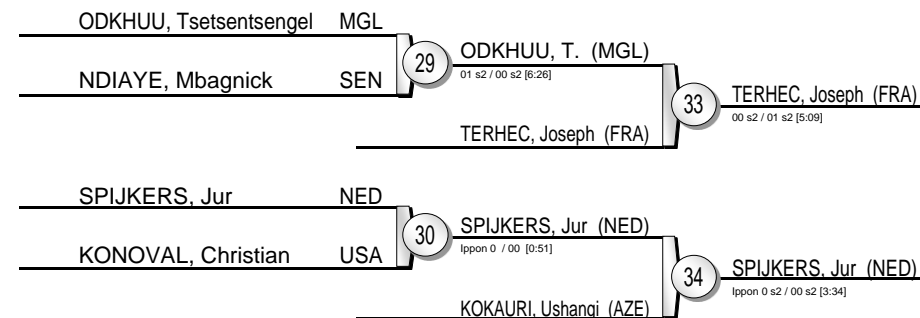 ODKHUU, Tsetsentsengel MGL
NDIAYE, Mbagnick SEN
29
ODKHUU, T. (MGL)
01 s2 / 00 s2 [6:26]
TERHEC, Joseph (FRA)
33
TERHEC, Joseph (FRA)
00 s2 / 01 s2 [5:09]
SPIJKERS, Jur NED
KONOVAL, Christian USA
30
SPIJKERS, Jur (NED)
Ippon 0 / 00 [0:51]
KOKAURI, Ushangi (AZE)
34
SPIJKERS, Jur (NED)
Ippon 0 s2 / 00 s2 [3:34]